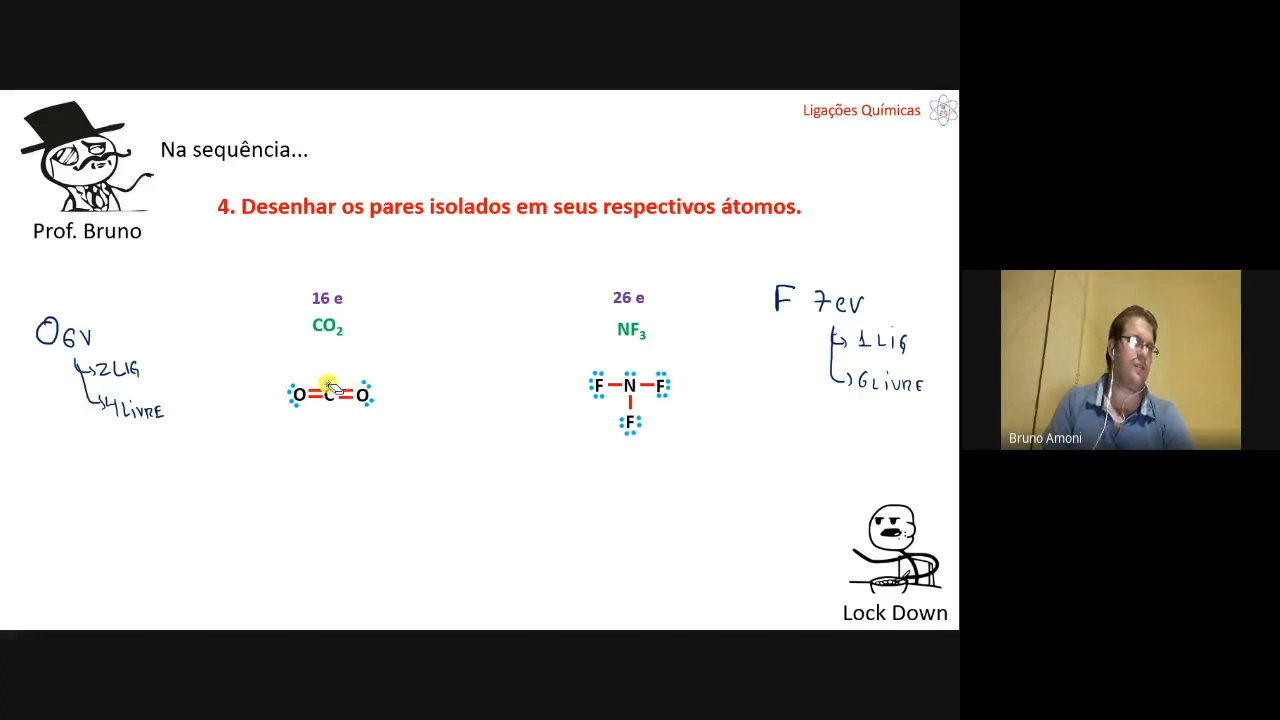 Ligações Químicas
Na sequência...
4. Desenhar os pares isolados em seus respectivos átomos.
Prof. Bruno
16 e
CO₂
26 e
NF₃
O 6V
2 LIG
4 LIVRE
F 7eV
1 LIG
6 LIVRE
O=C=O
F—N—F
F
Bruno Amoni
Lock Down